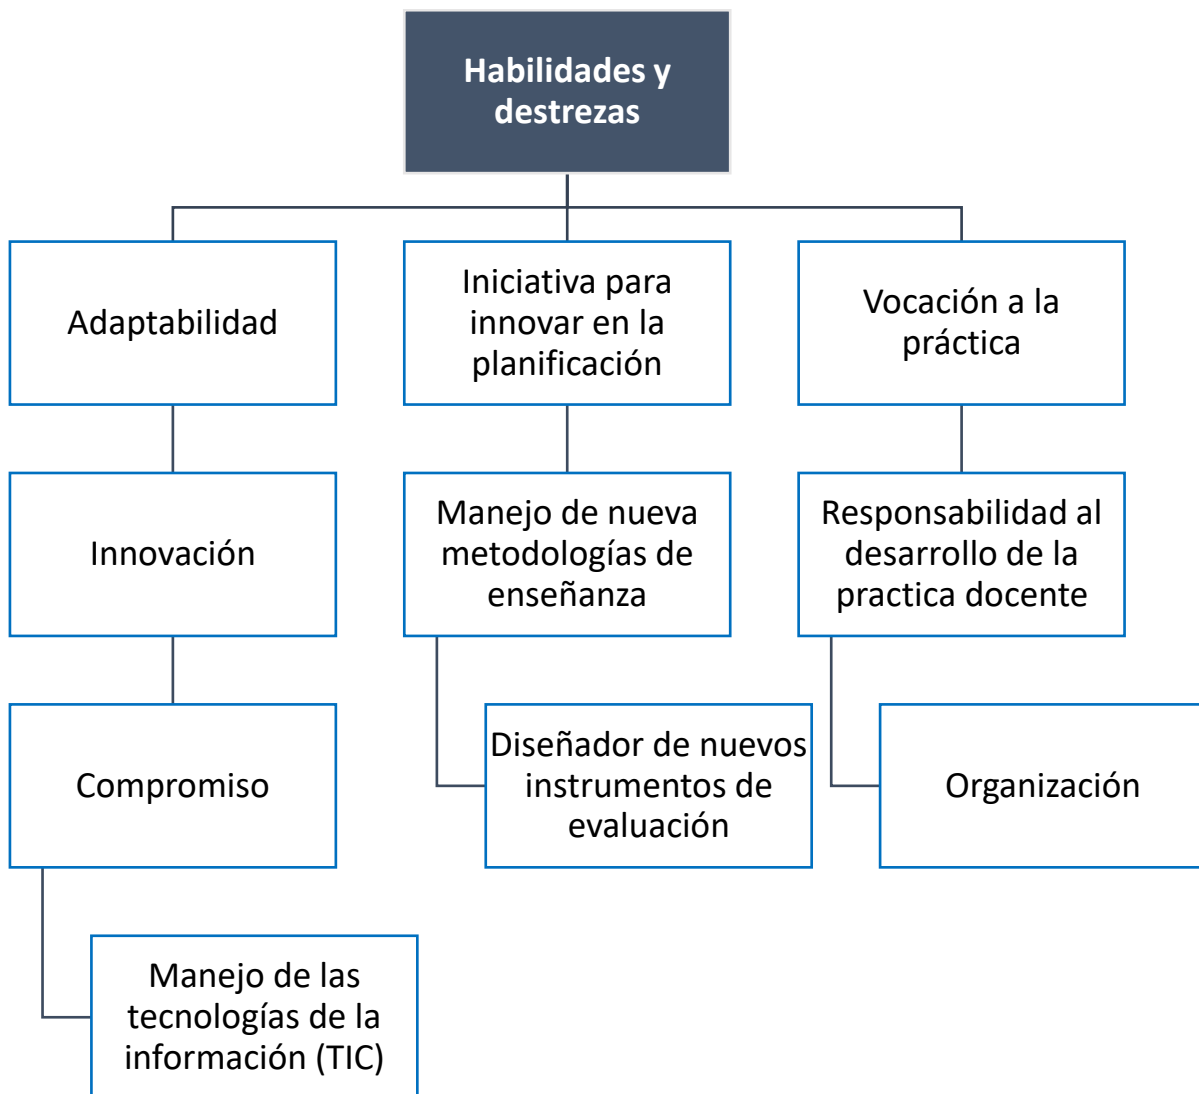 Habilidades y
destrezas
Adaptabilidad
Iniciativa para
innovar en la
planificación
Vocación a la
práctica
Innovación
Manejo de nueva
metodologías de
enseñanza
Responsabilidad al
desarrollo de la
practica docente
Compromiso
Diseñador de nuevos
instrumentos de
evaluación
Organización
Manejo de las
tecnologías de la
información (TIC)